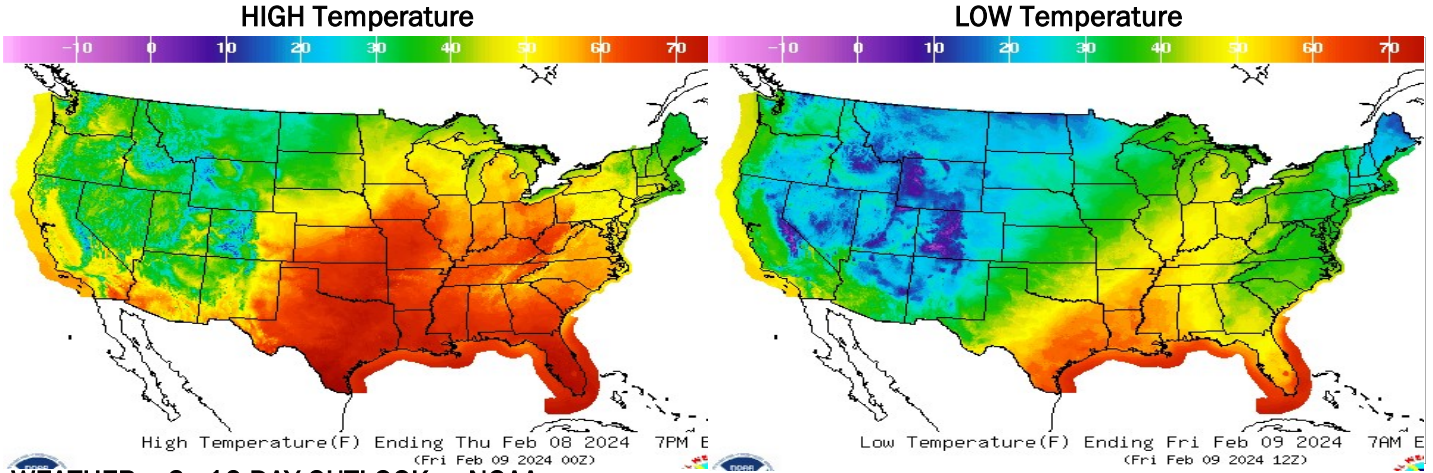 HIGH Temperature
LOW Temperature
-10 0 10 20 30 40 50 60 70
-10 0 10 20 30 40 50 60 70
High Temperature(F) Ending Thu Feb 08 2024 7PM E
(Fri Feb 09 2024 00Z)
Low Temperature(F) Ending Fri Feb 09 2024 7AM E
(Fri Feb 09 2024 12Z)